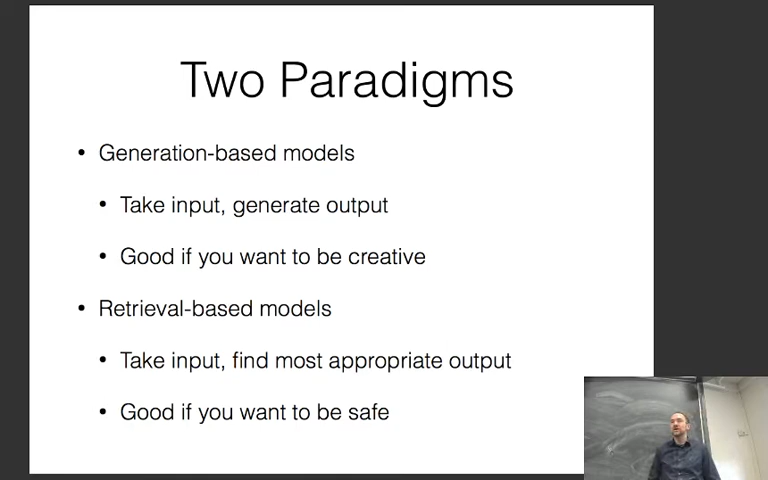 Two Paradigms
• Generation-based models
• Take input, generate output
• Good if you want to be creative
• Retrieval-based models
• Take input, find most appropriate output
• Good if you want to be safe